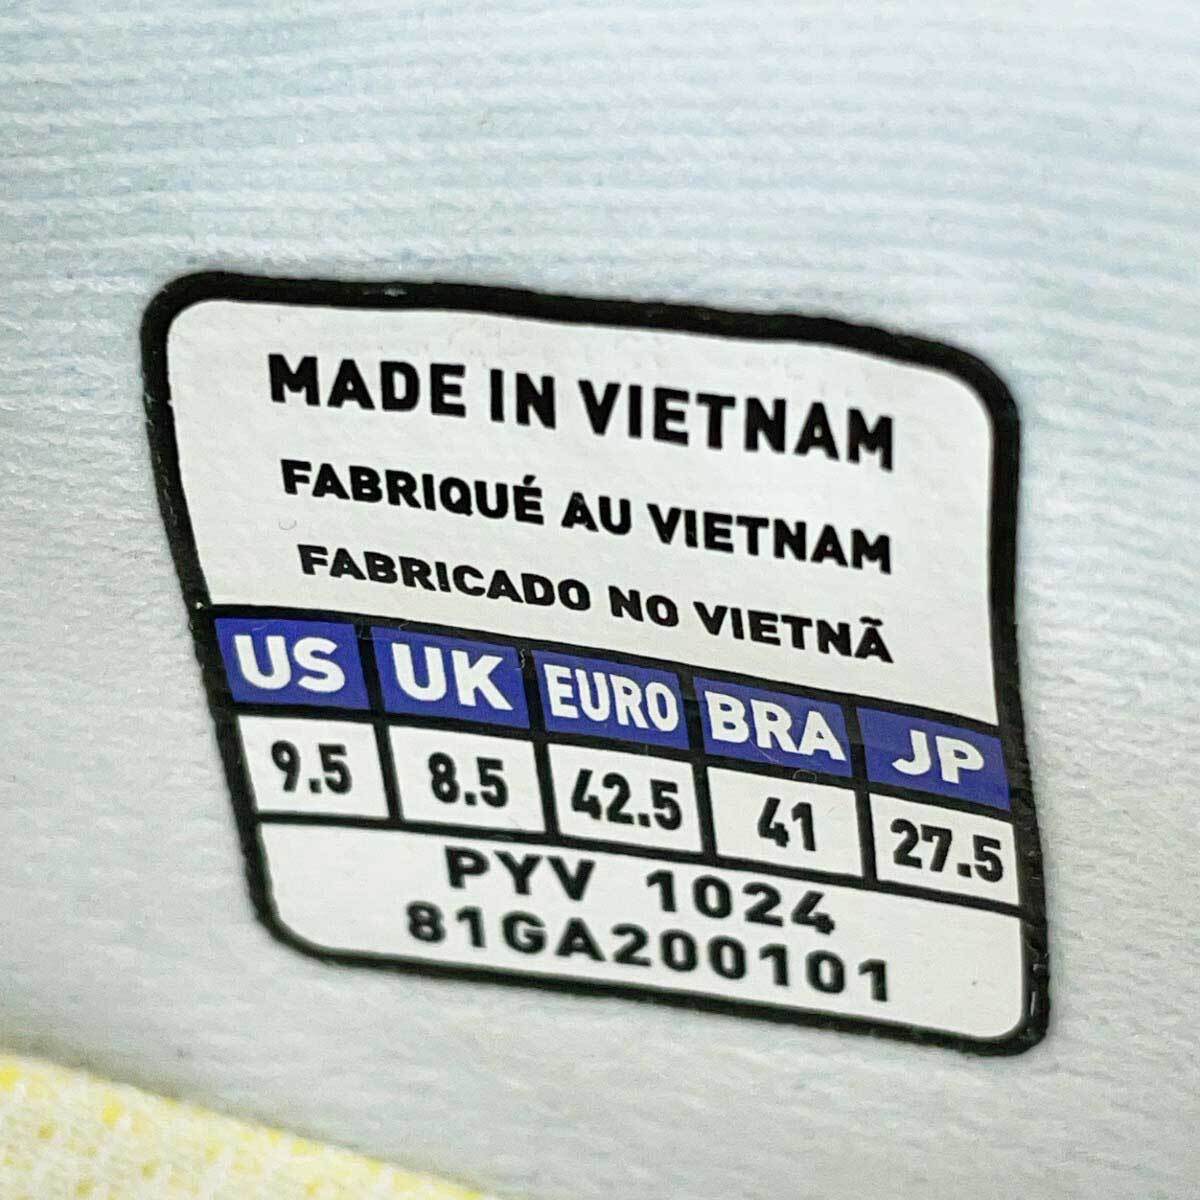 MADE IN VIETNAM
FABRIQUÉ AU VIETNAM
FABRICADO NO VIETNÃ
US UK EURO BRA JP
9.5 8.5 42.5 41 27.5
PYV 1024
81GA200101